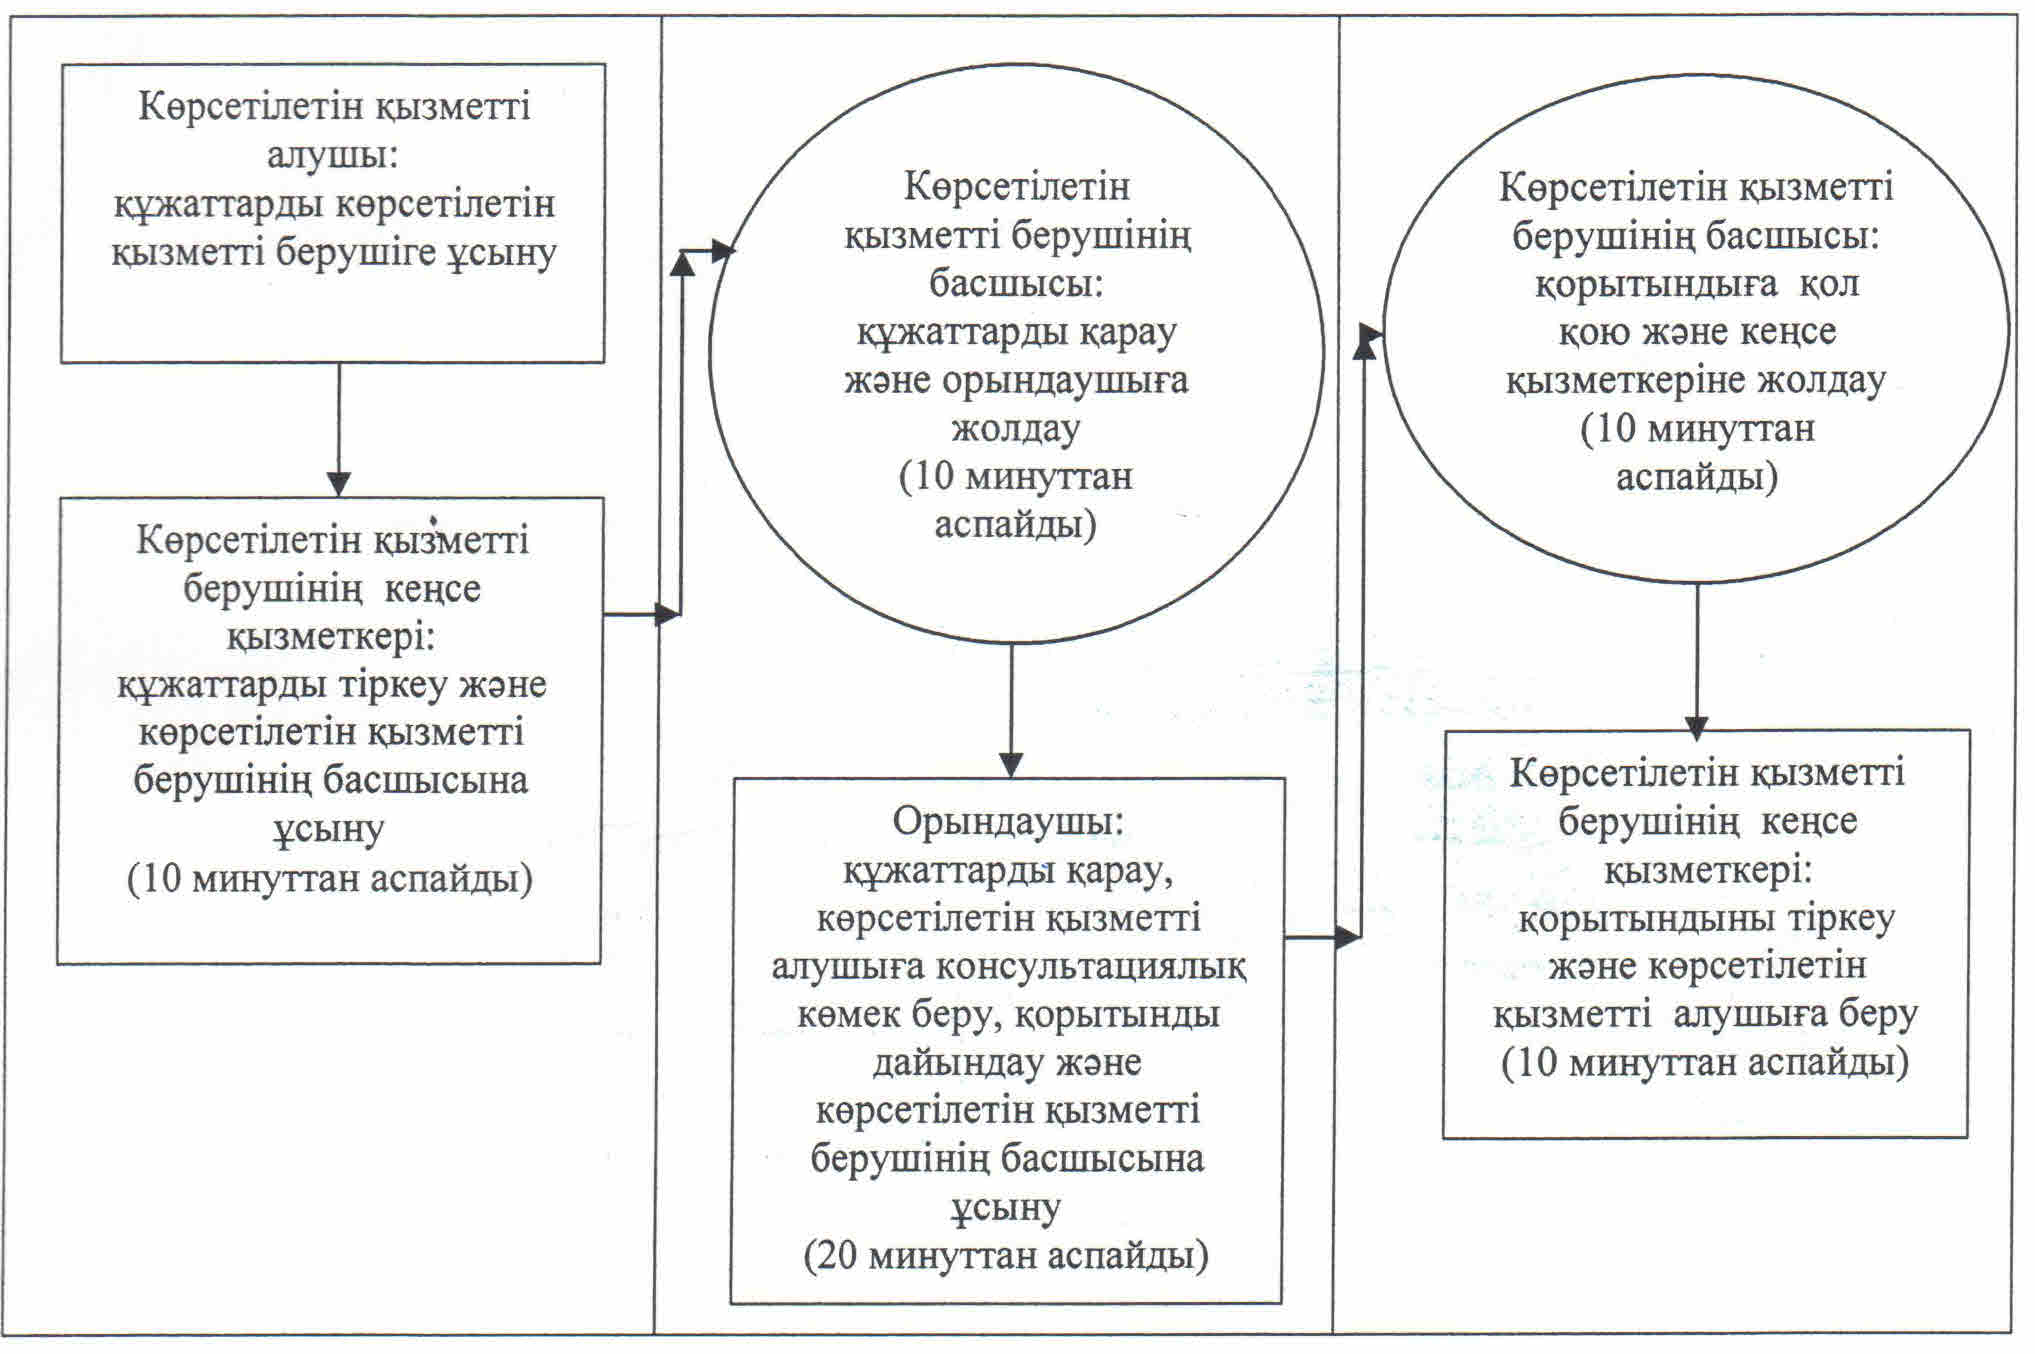 Көрсетілетін қызметті
алушы:
құжаттарды көрсетілетін
қызметті берушіге ұсыну
Көрсетілетін қызметті
берушінің кеңсе
қызметкері:
құжаттарды тіркеу және
көрсетілетін қызметті
берушінің басшысына
ұсыну
(10 минуттан аспайды)
Көрсетілетін
қызметті берушінің
басшысы:
құжаттарды қарау
және орындаушыға
жолдау
(10 минуттан
аспайды)
Орындаушы:
құжаттарды қарау,
көрсетілетін қызметті
алушыға консультациялық
көмек беру, қорытынды
дайындау және
көрсетілетін қызметті
берушінің басшысына
ұсыну
(20 минуттан аспайды)
Көрсетілетін қызметті
берушінің басшысы:
қорытындыға қол
қою және кеңсе
қызметкеріне жолдау
(10 минуттан
аспайды)
Көрсетілетін қызметті
берушінің кеңсе
қызметкері:
қорытындыны тіркеу
және көрсетілетін
қызметті алушыға беру
(10 минуттан аспайды)